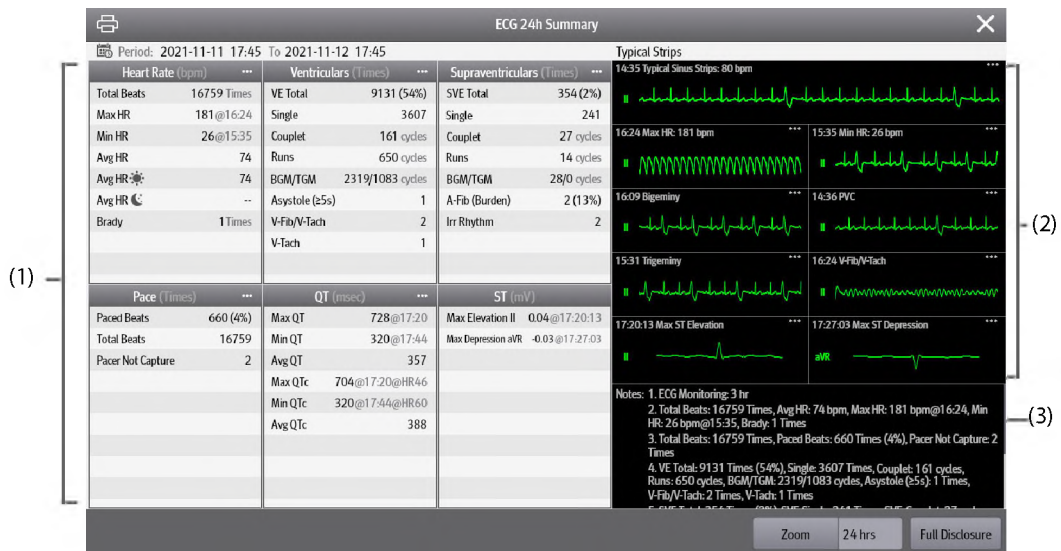 ECG 24h Summary
Period: 2021-11-11 17:45 To 2021-11-12 17:45
Typical Strips
(1)
Heart Rate (bpm) ...
Total Beats 16759 Times
Max HR 181@16:24
Min HR 26@15:35
Avg HR 74
Avg HR 74
Avg HR --
Brady 1 Times
Ventriculars (Times) ...
VE Total 9131 (54%)
Single 3607
Couplet 161 cycles
Runs 650 cycles
BGM/TGM 2319/1083 cycles
Asystole (≥5s) 1
V-Fib/V-Tach 2
V-Tach 1
Supraventriculars (Times) ...
SVE Total 354 (2%)
Single 241
Couplet 27 cycles
Runs 14 cycles
BGM/TGM 28/0 cycles
A-Fib (Burden) 2 (13%)
Irr Rhythm 2
Pace (Times) ...
Paced Beats 660 (4%)
Total Beats 16759
Pacer Not Capture 2
QT (msec) ...
Max QT 728@17:20
Min QT 320@17:44
Avg QT 357
Max QTc 704@17:20@HR46
Min QTc 320@17:44@HR60
Avg QTc 388
ST (mV)
Max Elevation II 0.04@17:20:13
Max Depression aVR -0.03@17:27:03
14:35 Typical Sinus Strips: 80 bpm ...
II
16:24 Max HR: 181 bpm ...
II
15:35 Min HR: 26 bpm ...
II
16:09 Bigeminy ...
II
14:36 PVC ...
II
15:31 Trigeminy ...
II
16:24 V-Fib/V-Tach ...
II
17:20:13 Max ST Elevation ...
II
17:27:03 Max ST Depression ...
aVR
(2)
Notes: 1. ECG Monitoring: 3 hr
2. Total Beats: 16759 Times, Avg HR: 74 bpm, Max HR: 181 bpm@16:24, Min
HR: 26 bpm@15:35, Brady: 1 Times
3. Total Beats: 16759 Times, Paced Beats: 660 Times (4%), Pacer Not Capture: 2
Times
4. VE Total: 9131 Times (54%), Single: 3607 Times, Couplet: 161 cycles,
Runs: 650 cycles, BGM/TGM: 2319/1083 cycles, Asystole (≥5s): 1 Times,
V-Fib/V-Tach: 2 Times, V-Tach: 1 Times
(3)
Zoom
24 hrs
Full Disclosure